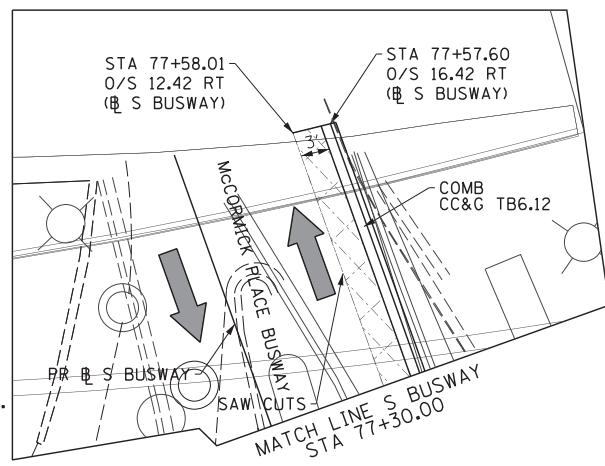 STA 77+58.01
O/S 12.42 RT
(℄ S BUSWAY)
STA 77+57.60
O/S 16.42 RT
(℄ S BUSWAY)
3'
McCORMICK PLACE BUSWAY
COMB
CC&G TB6.12
PR ℄ S BUSWAY
SAW CUTS
MATCH LINE S BUSWAY
STA 77+30.00